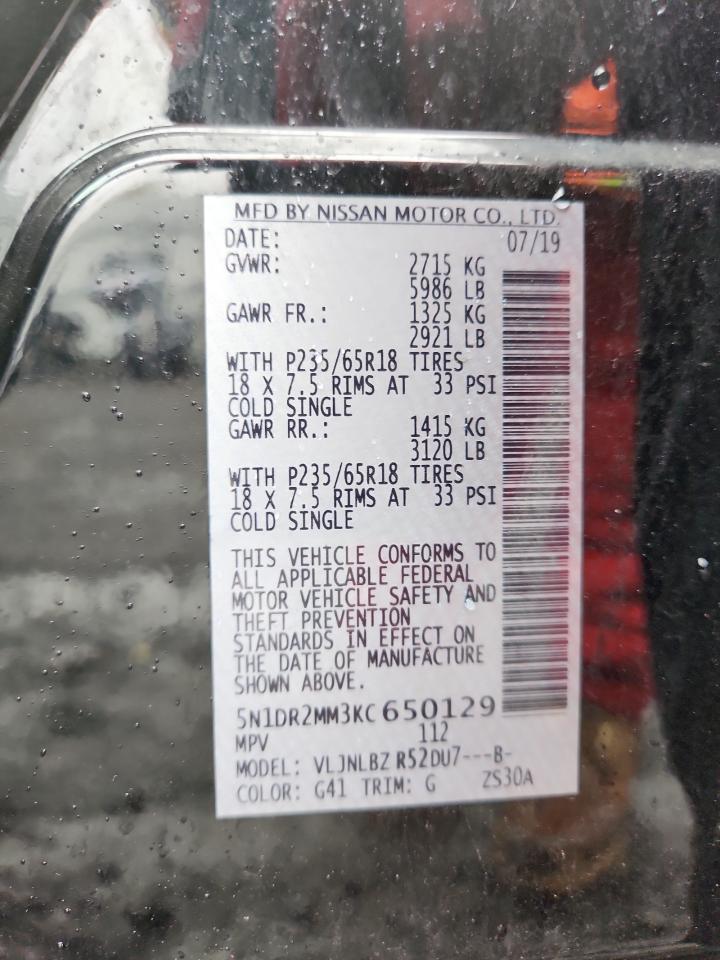 MFD BY NISSAN MOTOR CO., LTD.
DATE: 07/19
GVWR: 2715 KG
5986 LB
GAWR FR.: 1325 KG
2921 LB
WITH P235/65R18 TIRES
18 X 7.5 RIMS AT 33 PSI
COLD SINGLE
GAWR RR.: 1415 KG
3120 LB
WITH P235/65R18 TIRES
18 X 7.5 RIMS AT 33 PSI
COLD SINGLE
THIS VEHICLE CONFORMS TO
ALL APPLICABLE FEDERAL
MOTOR VEHICLE SAFETY AND
THEFT PREVENTION
STANDARDS IN EFFECT ON
THE DATE OF MANUFACTURE
SHOWN ABOVE.
5N1DR2MM3KC650129
MPV 112
MODEL: VLJNLBZ R52DU7---B-
COLOR: G41 TRIM: G ZS30A